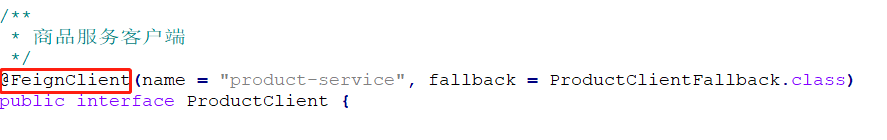 /**
 * 商品服务客户端
 */
@FeignClient(name = "product-service", fallback = ProductClientFallback.class)
public interface ProductClient {